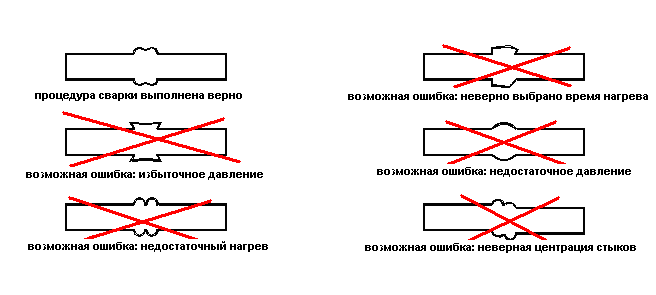 процедура сварки выполнена верно
возможная ошибка: неверно выбрано время нагрева
возможная ошибка: избыточное давление
возможная ошибка: недостаточное давление
возможная ошибка: недостаточный нагрев
возможная ошибка: неверная центрация стыков